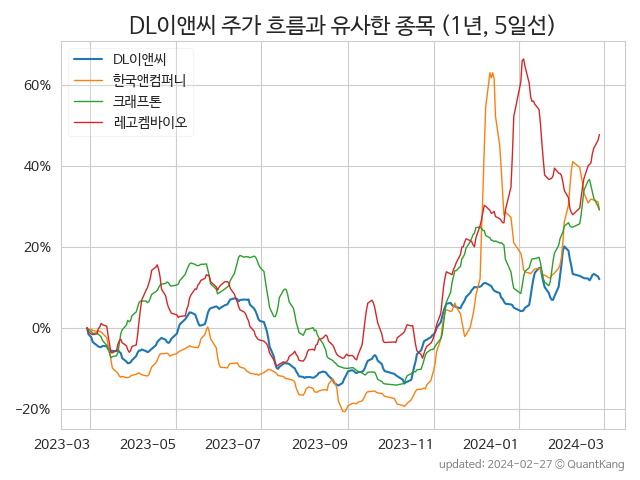 DL이앤씨 주가 흐름과 유사한 종목 (1년, 5일선)
DL이앤씨
한국앤컴퍼니
크래프톤
레고켐바이오
60%
40%
20%
0%
−20%
2023-03 2023-05 2023-07 2023-09 2023-11 2024-01 2024-03
updated: 2024-02-27 © QuantKang